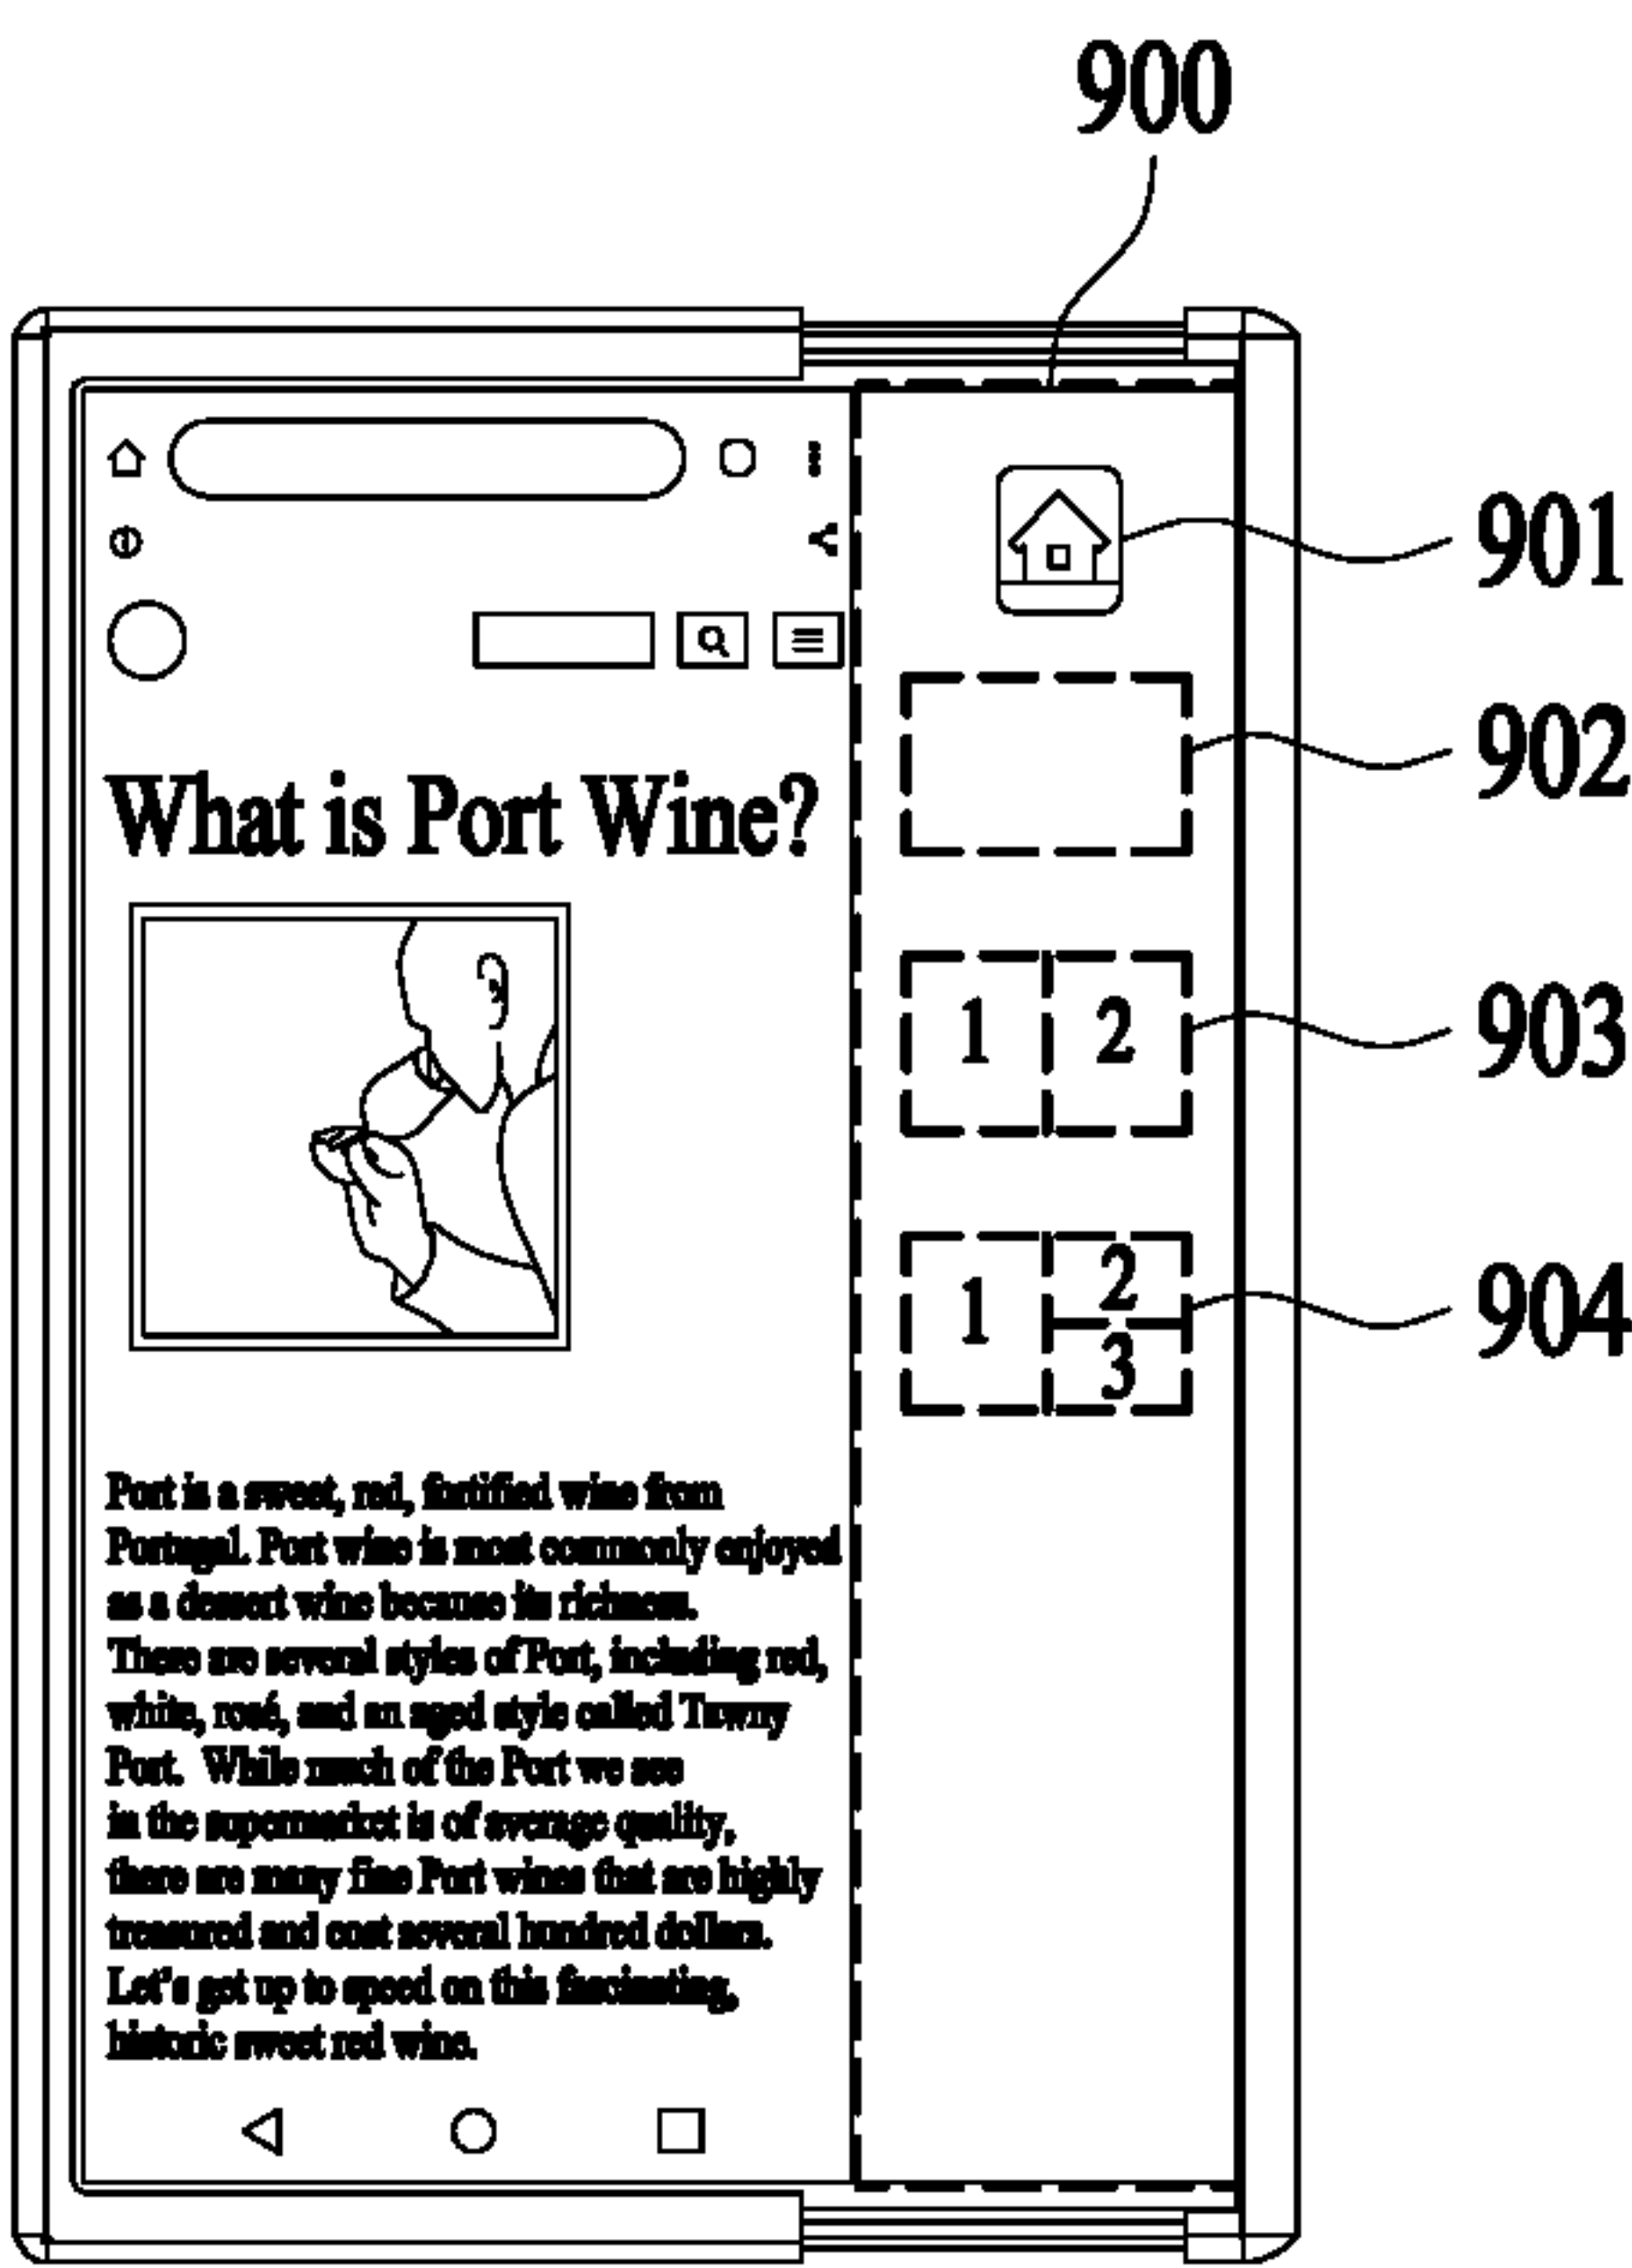 900
901
902
What is Port Wine?
1 2
903
1 2
3
904
Port is a sweet, red, fortified wine from
Portugal. Port wine is most commonly enjoyed
as a dessert wine because its richness.
There are several styles of Port, including red,
white, rosé, and an aged style called Tawny
Port. While much of the Port we see
in the supermarket is of average quality,
there are many fine Port wines that are highly
treasured and cost several hundred dollars.
Let's get up to speed on this fascinating,
historic sweet red wine.